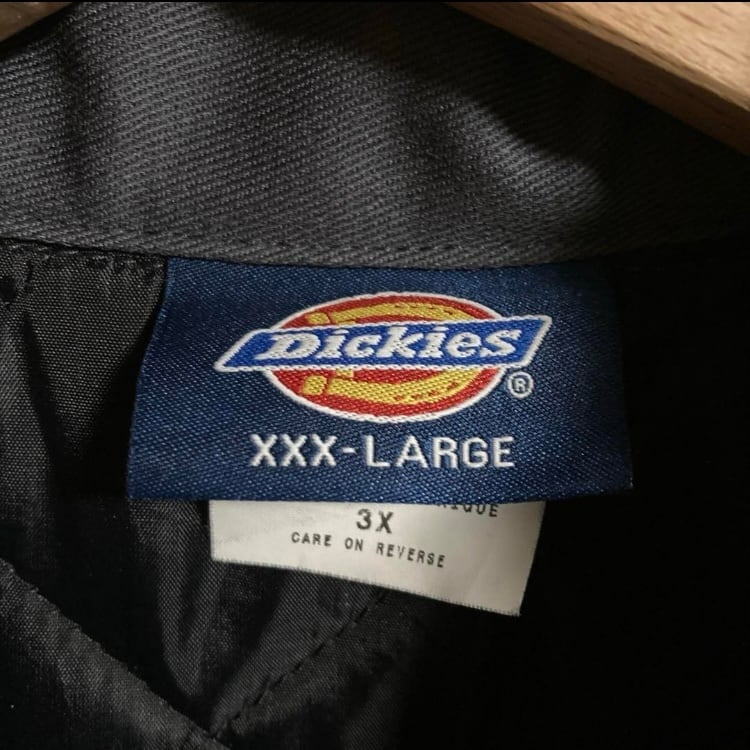 Dickies
®
XXX-LARGE
3X
CARE ON REVERSE